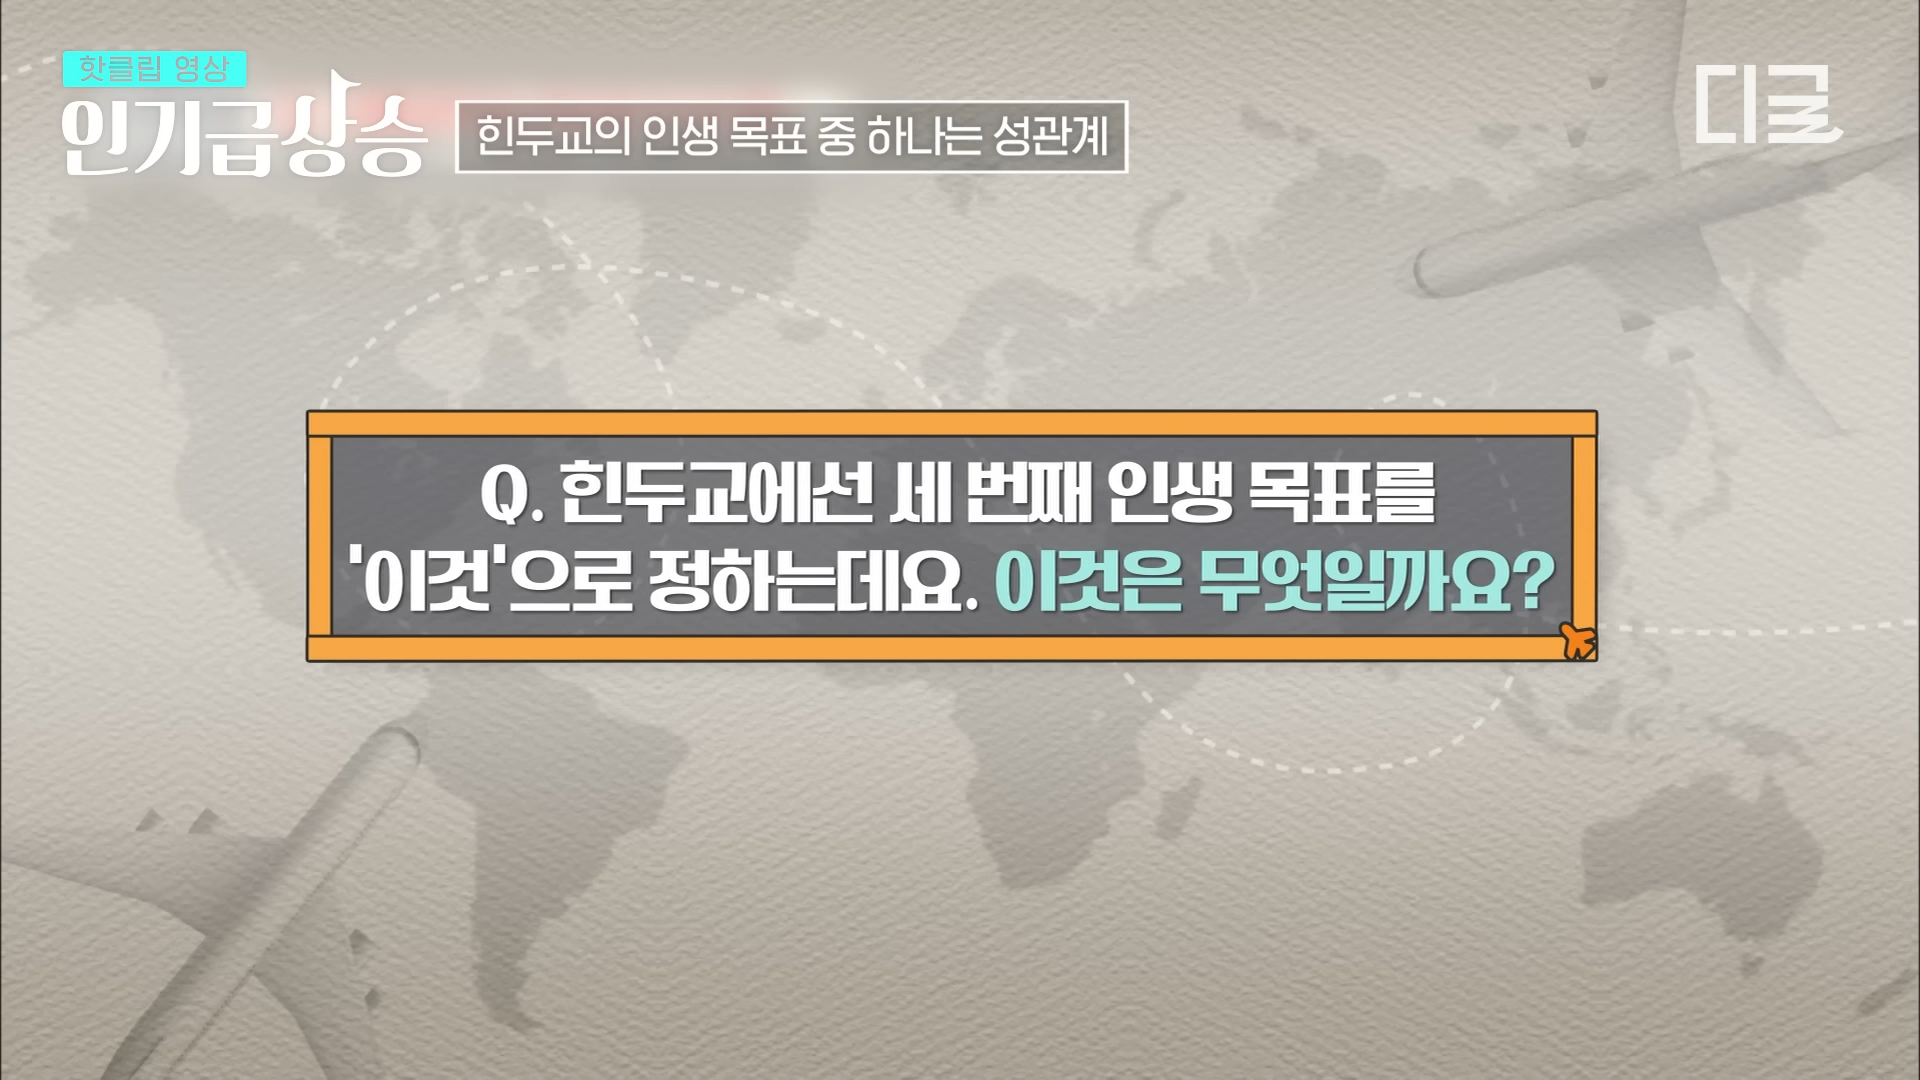 핫클립 영상
인기급상승
힌두교의 인생 목표 중 하나는 성관계
디글
Q. 힌두교에선 세 번째 인생 목표를
'이것'으로 정하는데요. 이것은 무엇일까요?